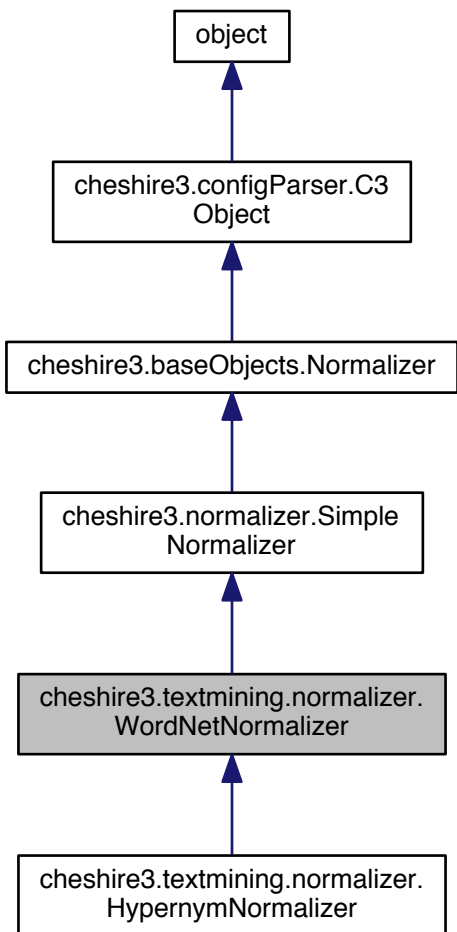 object
cheshire3.configParser.C3
Object
cheshire3.baseObjects.Normalizer
cheshire3.normalizer.Simple
Normalizer
cheshire3.textmining.normalizer.
WordNetNormalizer
cheshire3.textmining.normalizer.
HypernymNormalizer